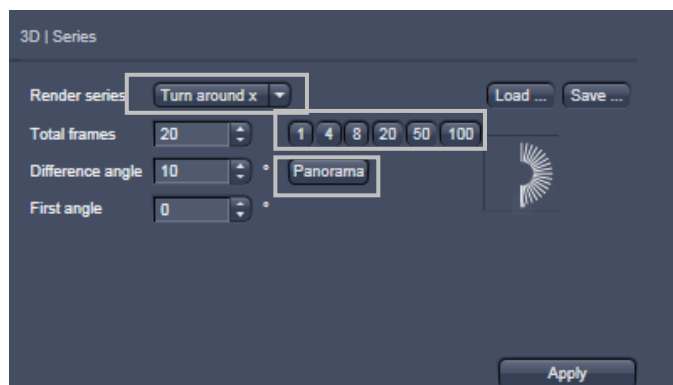 3D | Series
Render series Turn around x Load ... Save ...
Total frames 20 1 4 8 20 50 100
Difference angle 10 ° Panorama
First angle 0 °
Apply